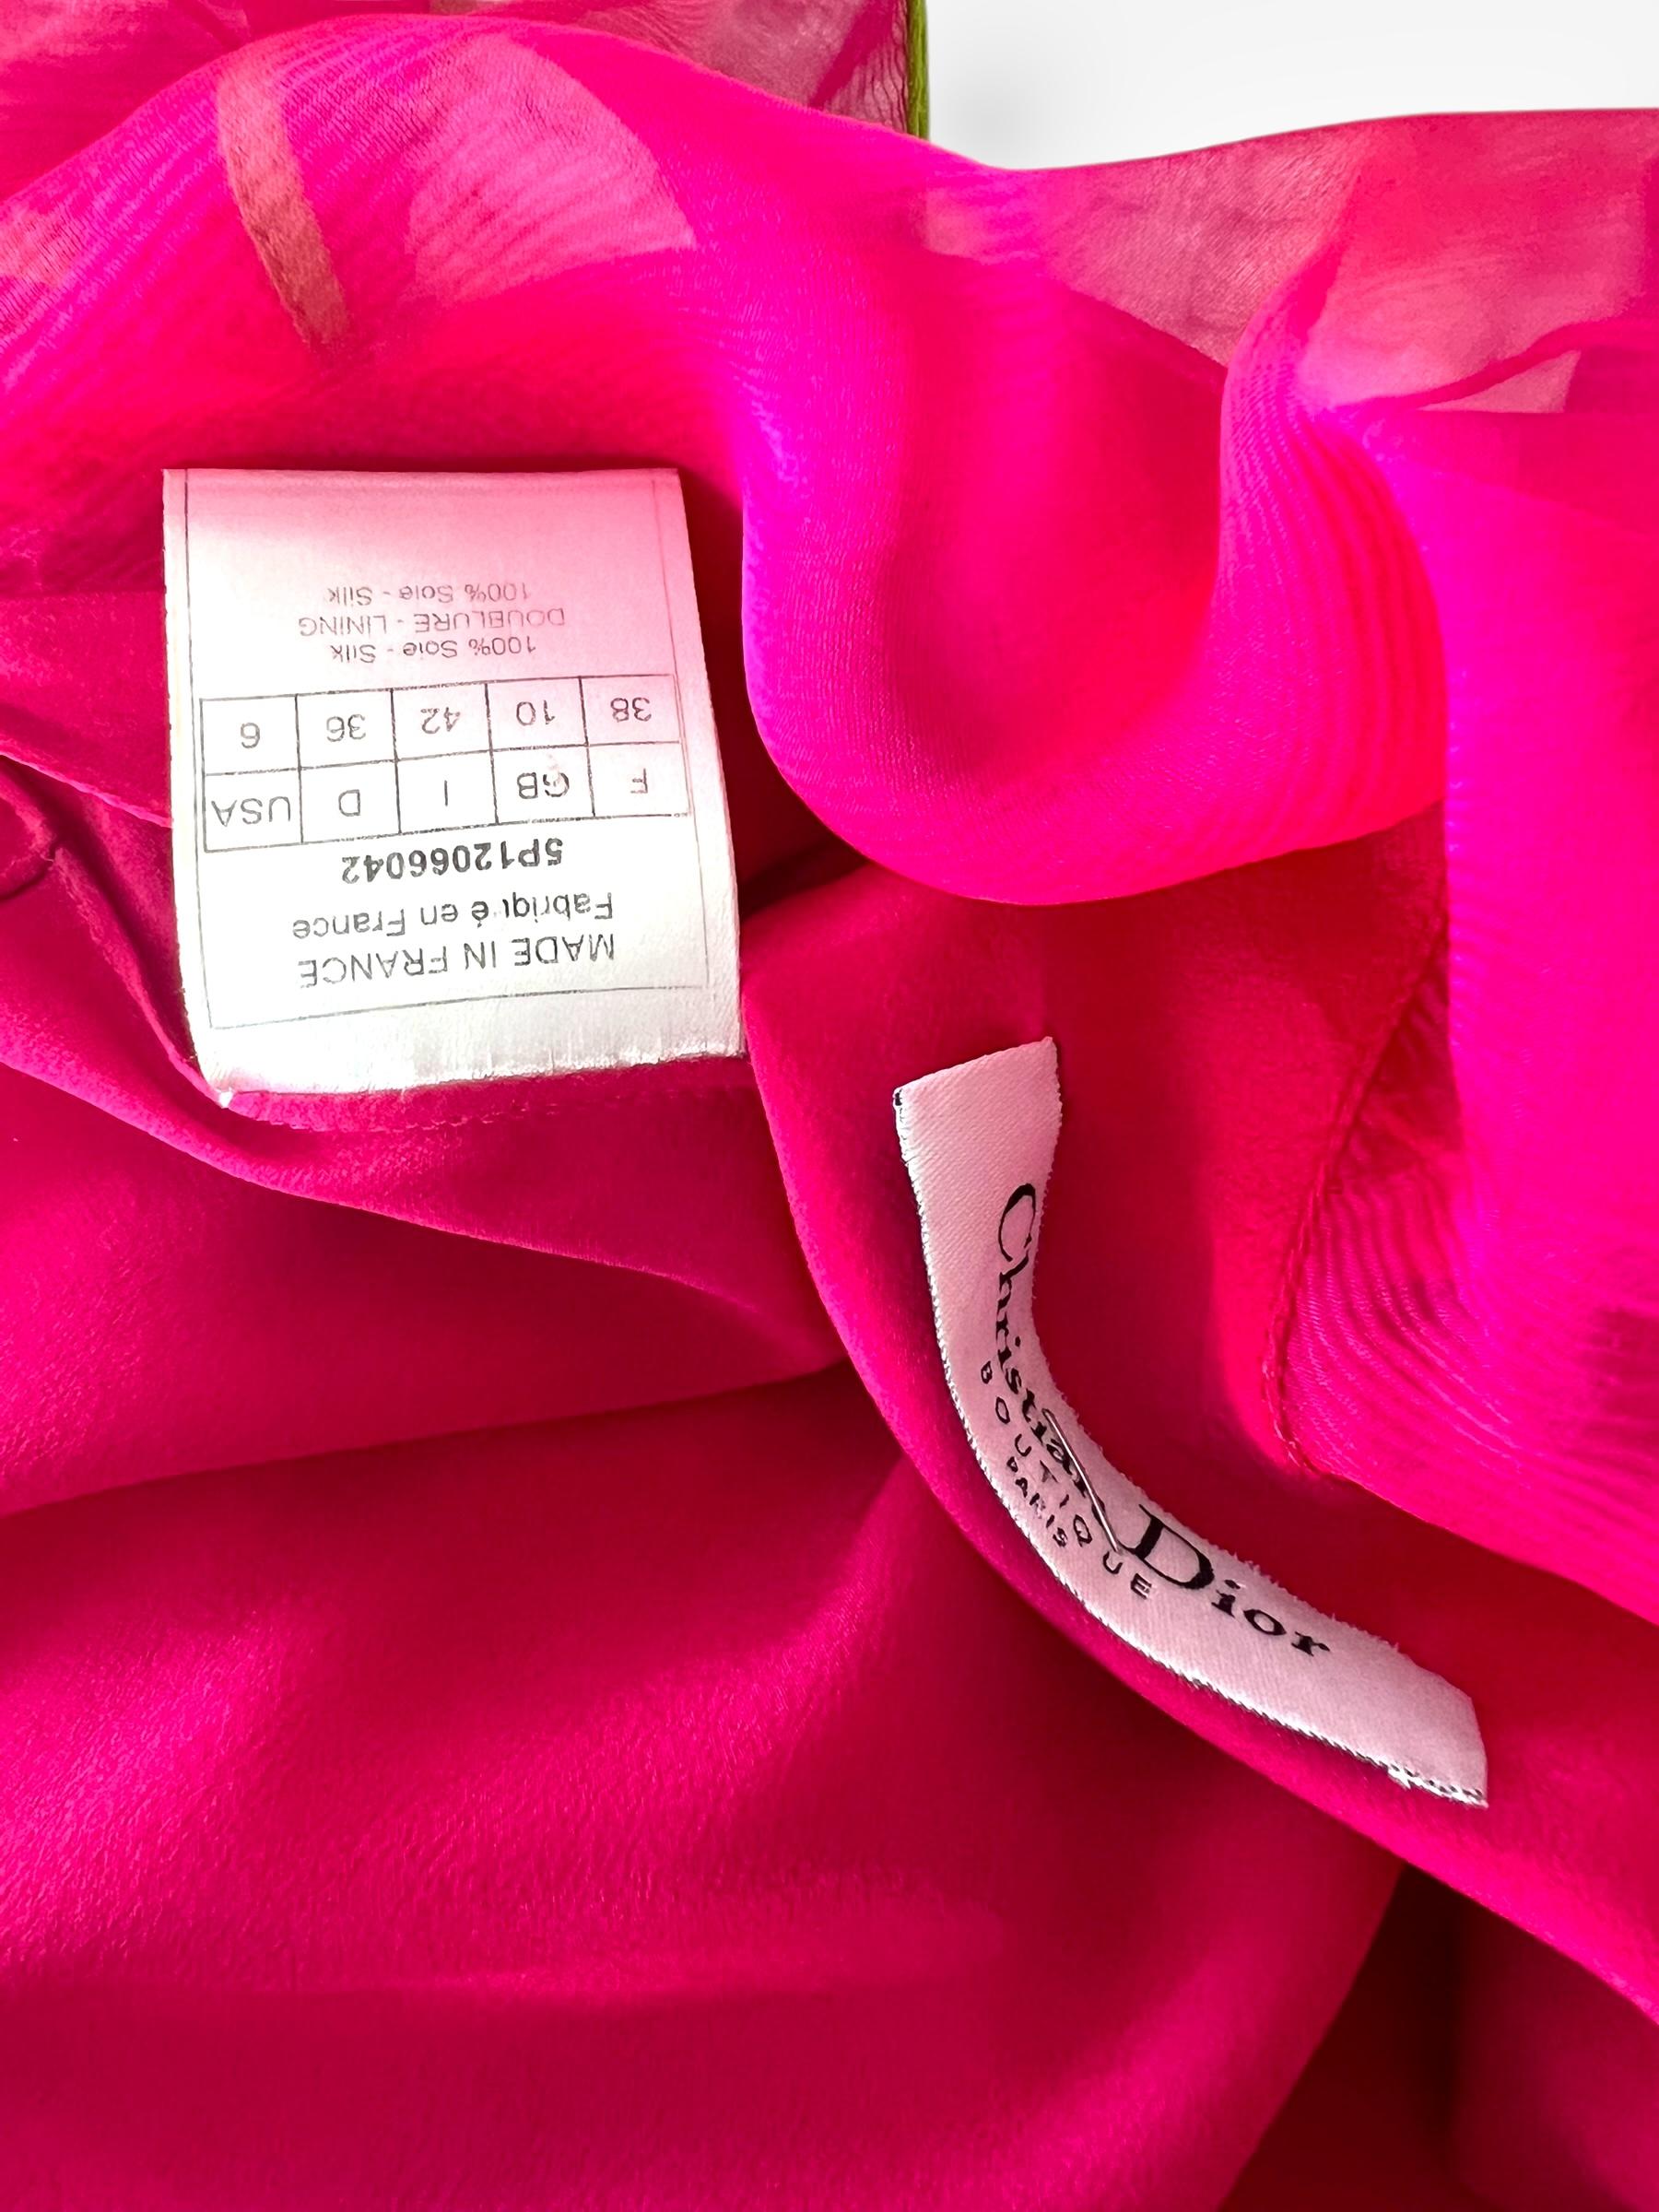 MADE IN FRANCE
Fabriqué en France
5P12066042
F GB I D USA
38 10 42 36 6
100% Soie - Silk
DOUBLURE - LINING
100% Soie - Silk
Christian Dior
BOUTIQUE
PARIS